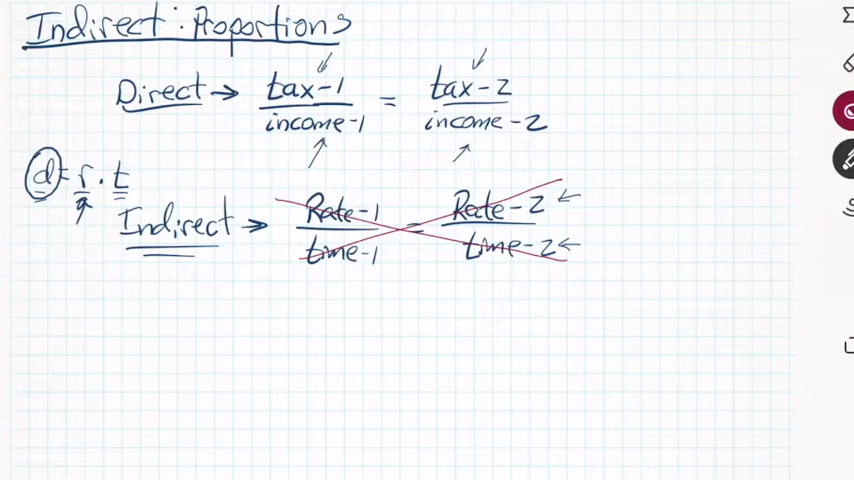 Indirect: Proportions
Direct → tax-1 / income-1 = tax-2 / income-2
d = r · t
Indirect → Rate-1 / time-1 = Rate-2 / time-2